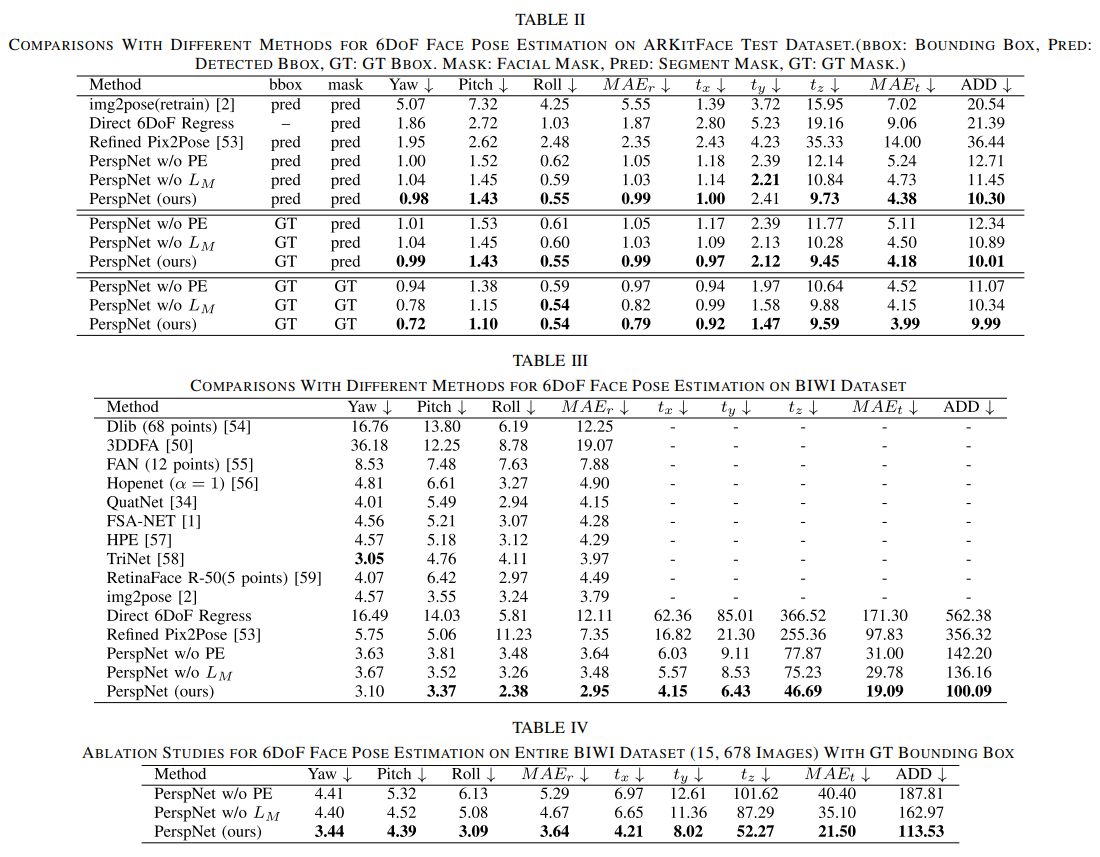 TABLE II
COMPARISONS WITH DIFFERENT METHODS FOR 6DOF FACE POSE ESTIMATION ON ARKITFACE TEST DATASET.(BBOX: BOUNDING BOX, PRED:
DETECTED BBOX, GT: GT BBOX. MASK: FACIAL MASK, PRED: SEGMENT MASK, GT: GT MASK.)
Method bbox mask Yaw ↓ Pitch ↓ Roll ↓ MAE_r ↓ t_x ↓ t_y ↓ t_z ↓ MAE_t ↓ ADD ↓
img2pose(retrain) [2] pred pred 5.07 7.32 4.25 5.55 1.39 3.72 15.95 7.02 20.54
Direct 6DoF Regress – pred 1.86 2.72 1.03 1.87 2.80 5.23 19.16 9.06 21.39
Refined Pix2Pose [53] pred pred 1.95 2.62 2.48 2.35 2.43 4.23 35.33 14.00 36.44
PerspNet w/o PE pred pred 1.00 1.52 0.62 1.05 1.18 2.39 12.14 5.24 12.71
PerspNet w/o L_M pred pred 1.04 1.45 0.59 1.03 1.14 2.21 10.84 4.73 11.45
PerspNet (ours) pred pred 0.98 1.43 0.55 0.99 1.00 2.41 9.73 4.38 10.30
PerspNet w/o PE GT pred 1.01 1.53 0.61 1.05 1.17 2.39 11.77 5.11 12.34
PerspNet w/o L_M GT pred 1.04 1.45 0.60 1.03 1.09 2.13 10.28 4.50 10.89
PerspNet (ours) GT pred 0.99 1.43 0.55 0.99 0.97 2.12 9.45 4.18 10.01
PerspNet w/o PE GT GT 0.94 1.38 0.59 0.97 0.94 1.97 10.64 4.52 11.07
PerspNet w/o L_M GT GT 0.78 1.15 0.54 0.82 0.99 1.58 9.88 4.15 10.34
PerspNet (ours) GT GT 0.72 1.10 0.54 0.79 0.92 1.47 9.59 3.99 9.99
TABLE III
COMPARISONS WITH DIFFERENT METHODS FOR 6DOF FACE POSE ESTIMATION ON BIWI DATASET
Method Yaw ↓ Pitch ↓ Roll ↓ MAE_r ↓ t_x ↓ t_y ↓ t_z ↓ MAE_t ↓ ADD ↓
Dlib (68 points) [54] 16.76 13.80 6.19 12.25 - - - - -
3DDFA [50] 36.18 12.25 8.78 19.07 - - - - -
FAN (12 points) [55] 8.53 7.48 7.63 7.88 - - - - -
Hopenet (α = 1) [56] 4.81 6.61 3.27 4.90 - - - - -
QuatNet [34] 4.01 5.49 2.94 4.15 - - - - -
FSA-NET [1] 4.56 5.21 3.07 4.28 - - - - -
HPE [57] 4.57 5.18 3.12 4.29 - - - - -
TriNet [58] 3.05 4.76 4.11 3.97 - - - - -
RetinaFace R-50(5 points) [59] 4.07 6.42 2.97 4.49 - - - - -
img2pose [2] 4.57 3.55 3.24 3.79 - - - - -
Direct 6DoF Regress 16.49 14.03 5.81 12.11 62.36 85.01 366.52 171.30 562.38
Refined Pix2Pose [53] 5.75 5.06 11.23 7.35 16.82 21.30 255.36 97.83 356.32
PerspNet w/o PE 3.63 3.81 3.48 3.64 6.03 9.11 77.87 31.00 142.20
PerspNet w/o L_M 3.67 3.52 3.26 3.48 5.57 8.53 75.23 29.78 136.16
PerspNet (ours) 3.10 3.37 2.38 2.95 4.15 6.43 46.69 19.09 100.09
TABLE IV
ABLATION STUDIES FOR 6DOF FACE POSE ESTIMATION ON ENTIRE BIWI DATASET (15, 678 IMAGES) WITH GT BOUNDING BOX
Method Yaw ↓ Pitch ↓ Roll ↓ MAE_r ↓ t_x ↓ t_y ↓ t_z ↓ MAE_t ↓ ADD ↓
PerspNet w/o PE 4.41 5.32 6.13 5.29 6.97 12.61 101.62 40.40 187.81
PerspNet w/o L_M 4.40 4.52 5.08 4.67 6.65 11.36 87.29 35.10 162.97
PerspNet (ours) 3.44 4.39 3.09 3.64 4.21 8.02 52.27 21.50 113.53